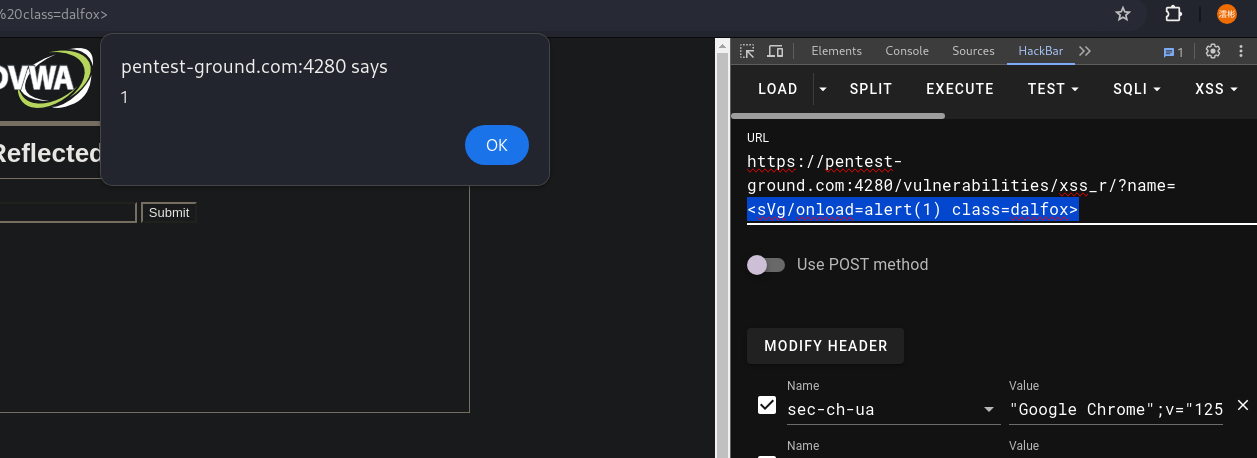 %20class=dalfox>
DVWA
pentest-ground.com:4280 says
1
OK
Reflected
Submit
Elements
Console
Sources
HackBar
1
LOAD
SPLIT
EXECUTE
TEST
SQLI
XSS
URL
https://pentest-
ground.com:4280/vulnerabilities/xss_r/?name=
<sVg/onload=alert(1) class=dalfox>
Use POST method
MODIFY HEADER
Name
Value
sec-ch-ua
"Google Chrome";v="125
Name
Value